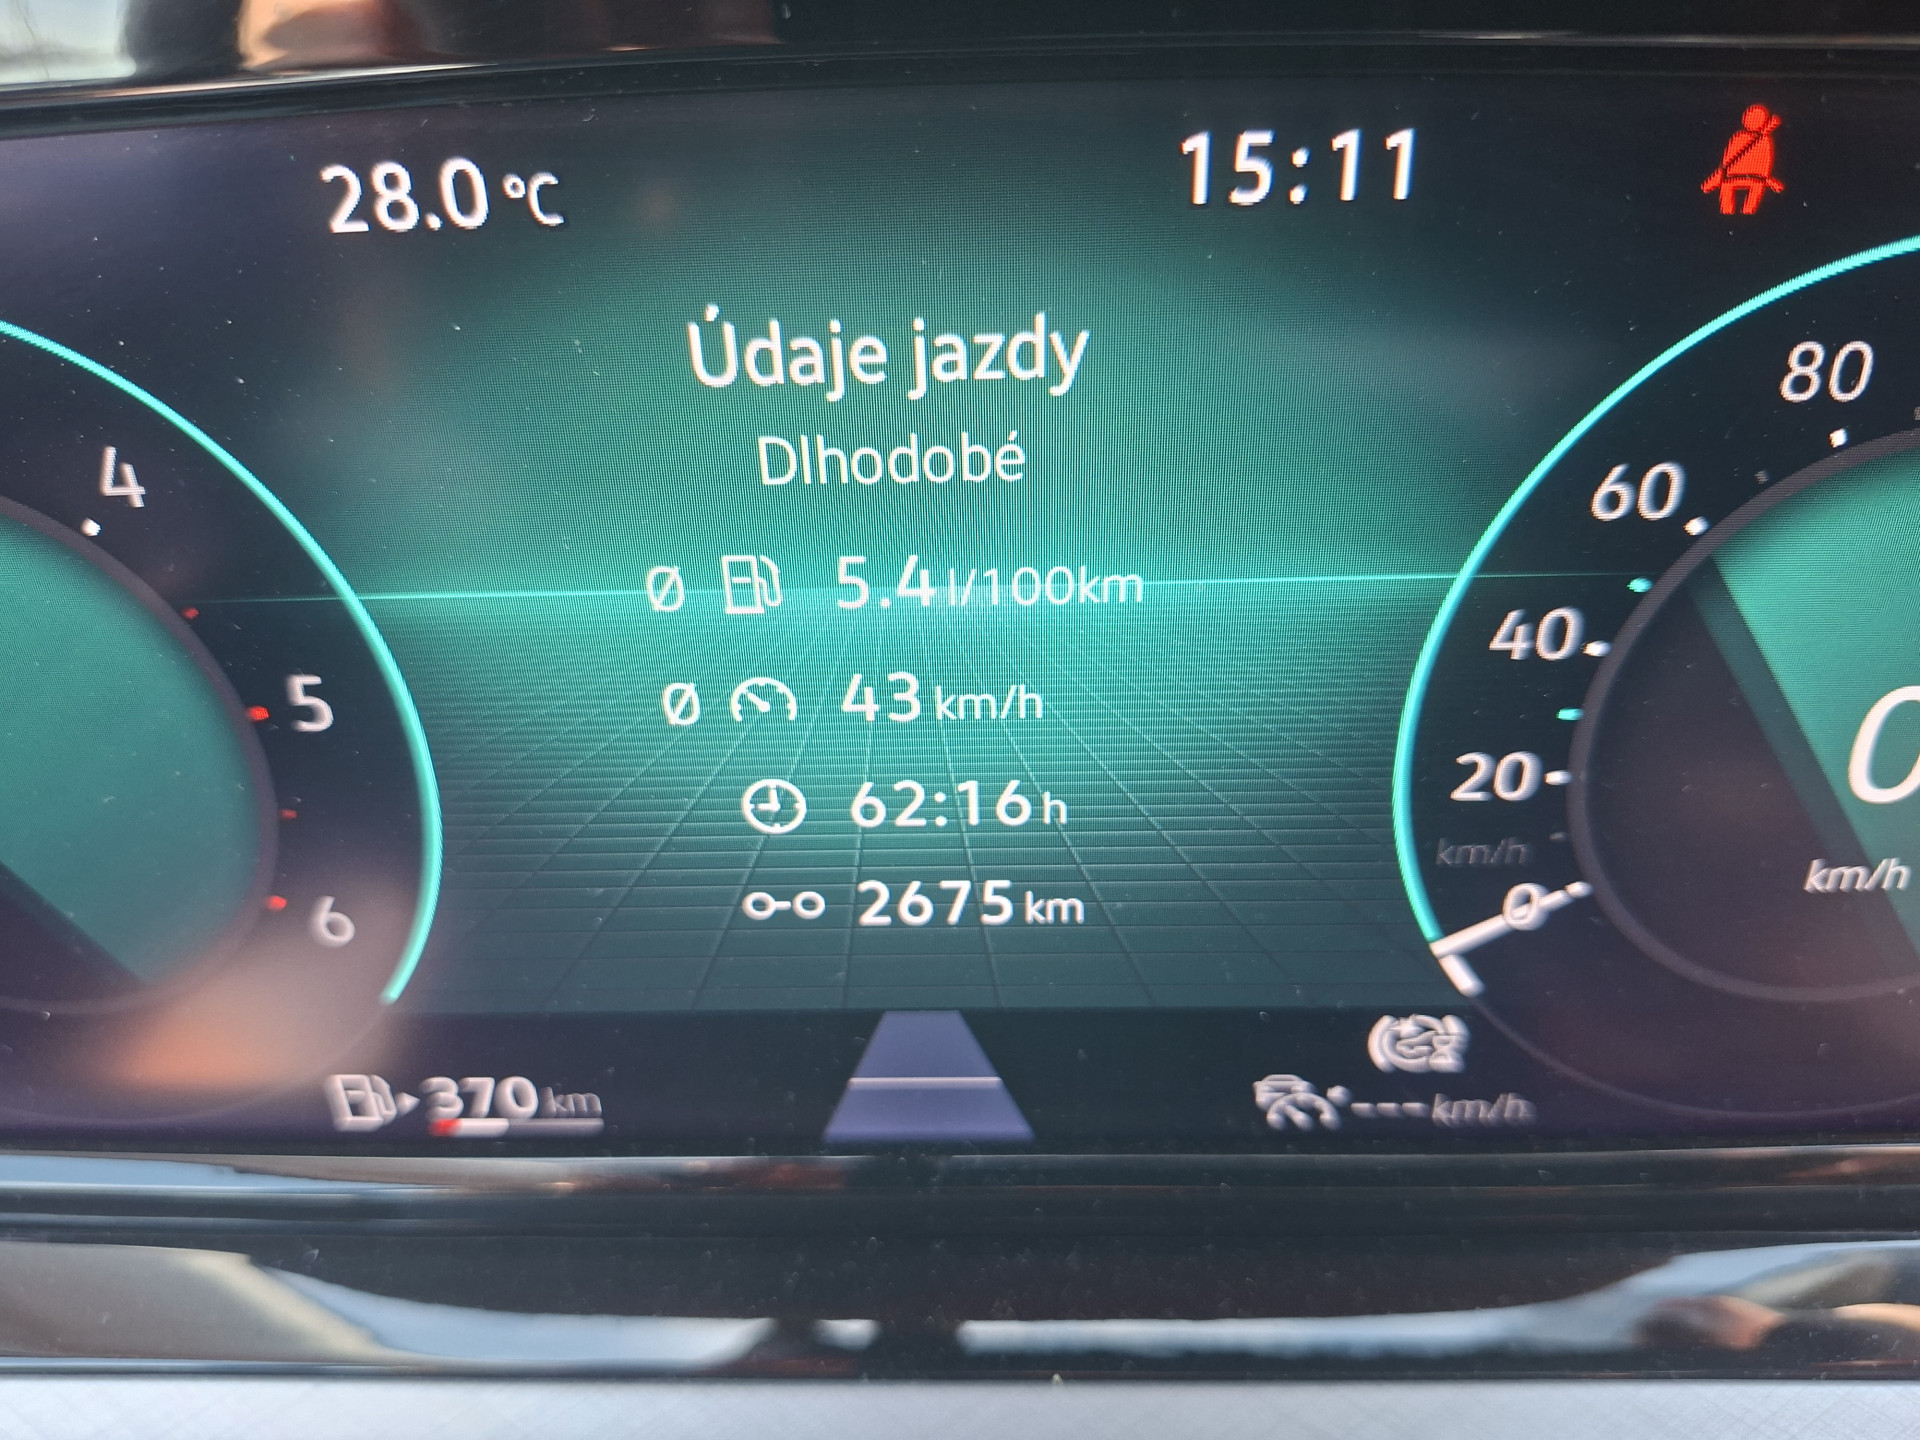 28.0 °C
15:11
Údaje jazdy
Dlhodobé
Ø 5.4 l/100km
Ø 43 km/h
62:16 h
2675 km
4
5
6
80
60
40
20
km/h
0
0
km/h
370 km
--- km/h